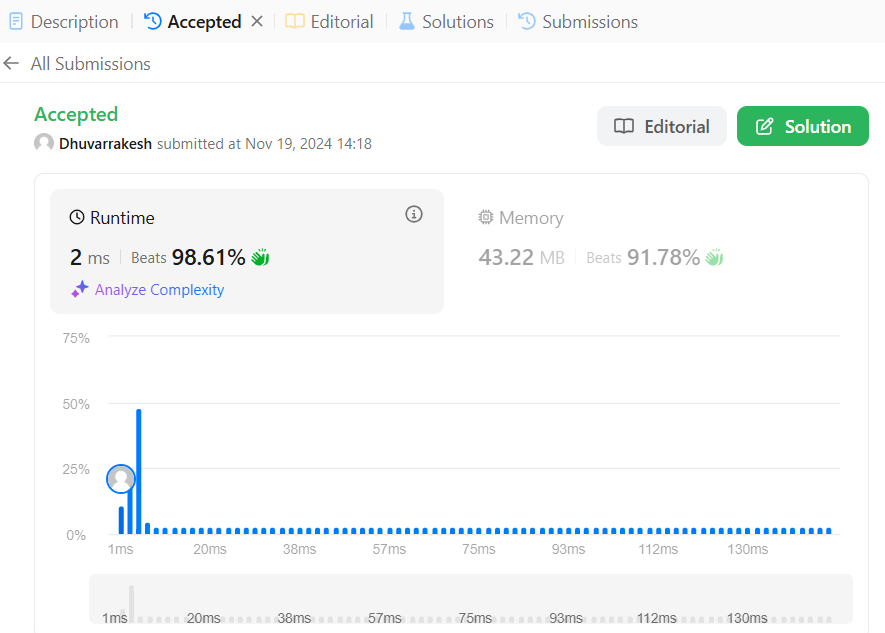 Description Accepted Editorial Solutions Submissions
All Submissions
Accepted
Dhuvarrakesh submitted at Nov 19, 2024 14:18
Editorial Solution
Runtime
2 ms Beats 98.61%
Analyze Complexity
Memory
43.22 MB Beats 91.78%
75%
50%
25%
0%
1ms 20ms 38ms 57ms 75ms 93ms 112ms 130ms
1ms 20ms 38ms 57ms 75ms 93ms 112ms 130ms